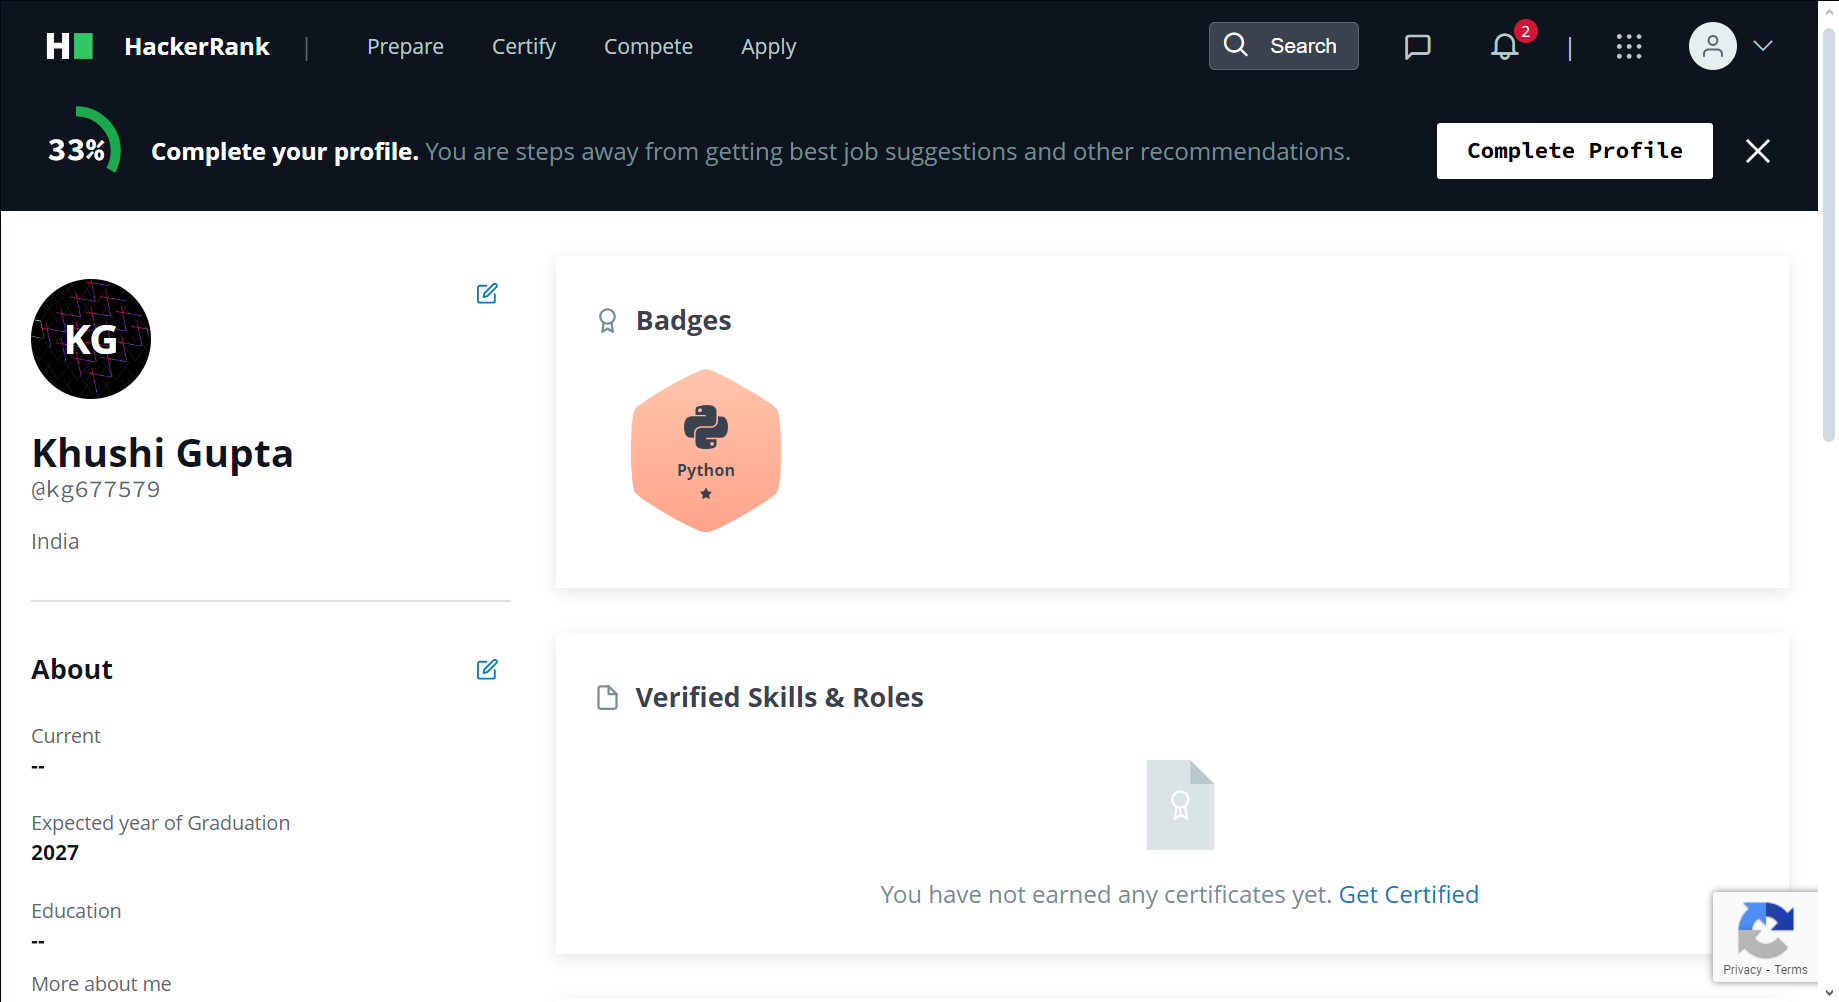 HackerRank | Prepare Certify Compete Apply Search 2 |
33% Complete your profile. You are steps away from getting best job suggestions and other recommendations. Complete Profile
KG
Khushi Gupta
@kg677579
India
About
Current
--
Expected year of Graduation
2027
Education
--
More about me
Badges
Python
Verified Skills & Roles
You have not earned any certificates yet. Get Certified
Privacy - Terms